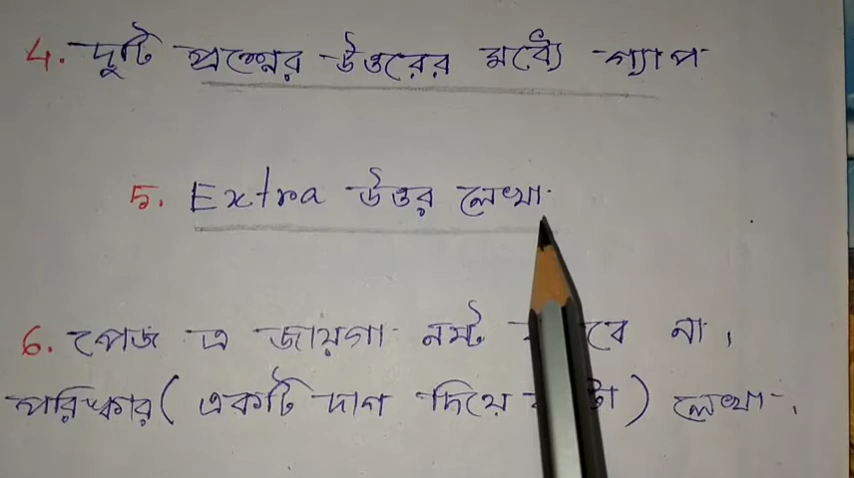 4. দুটি প্রশ্নের উত্তরের মধ্যে গ্যাপ
5. Extra উত্তর লেখা
6. পেজ এ জায়গা নষ্ট না।
পরিষ্কার ( একটি দাগ দিয়ে ) লেখা।